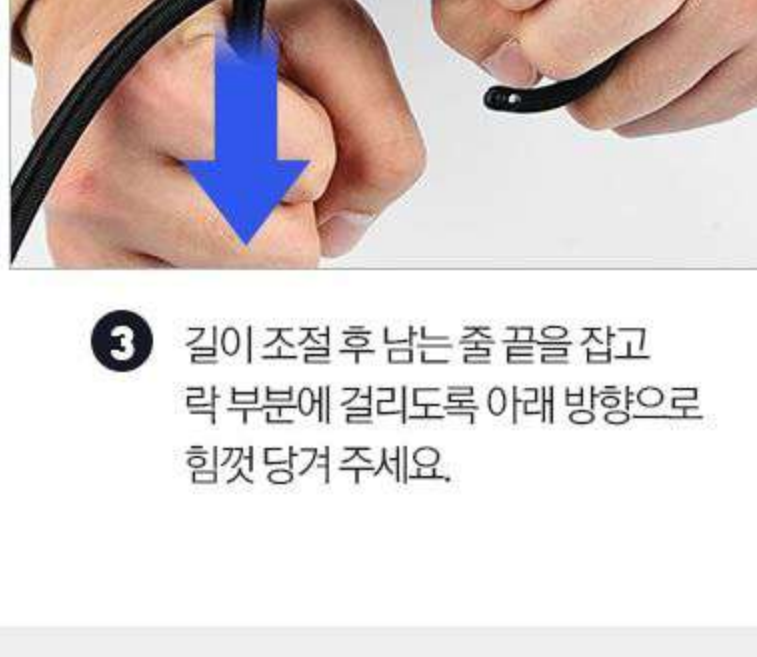 3 길이 조절 후 남는 줄 끝을 잡고
락 부분에 걸리도록 아래 방향으로
힘껏 당겨 주세요.